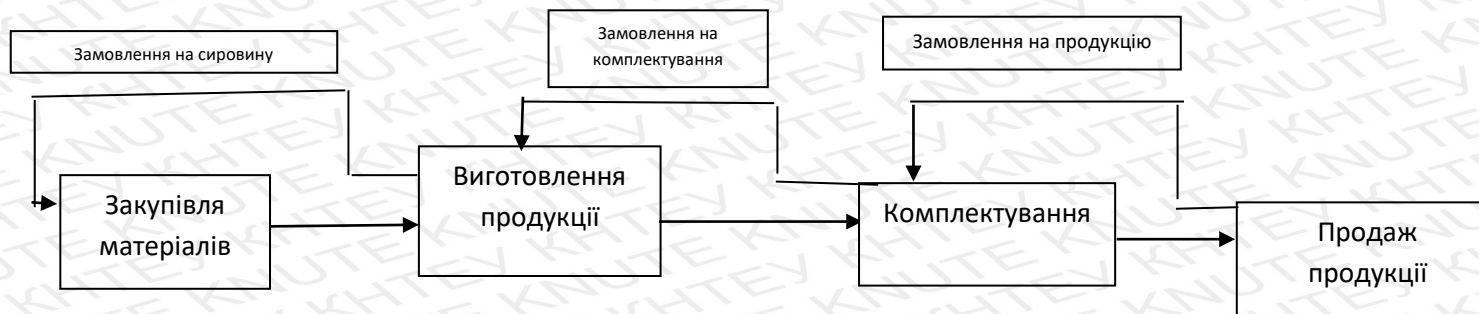 Замовлення на сировину
Замовлення на
комплектування
Замовлення на продукцію
Закупівля
матеріалів
Виготовлення
продукції
Комплектування
Продаж
продукції